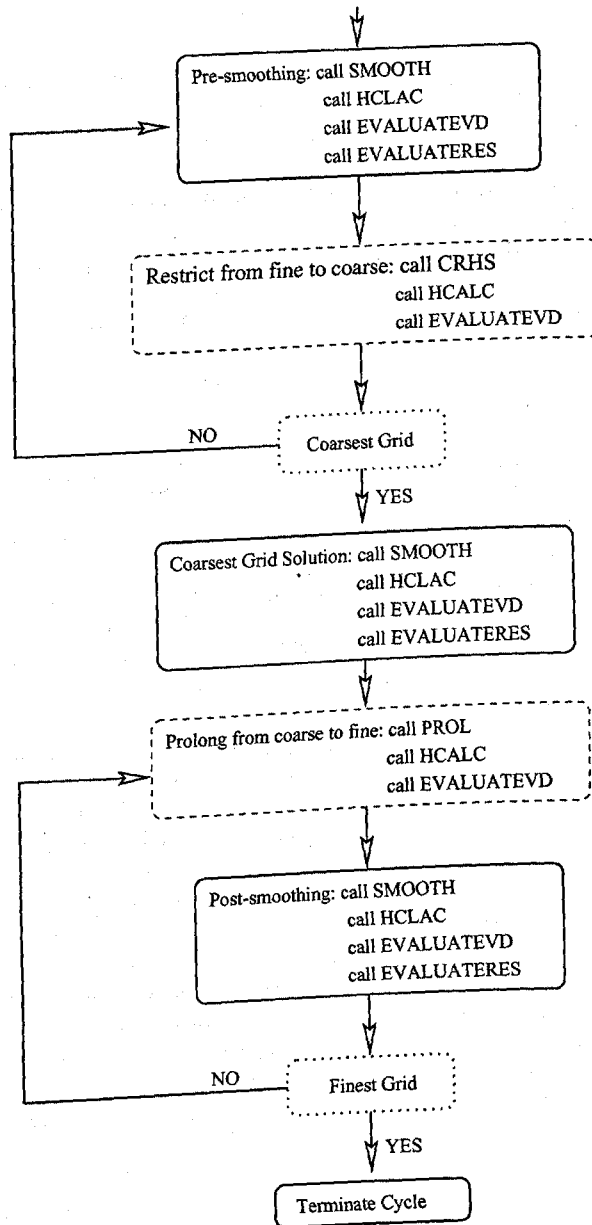 Pre-smoothing: call SMOOTH
call HCLAC
call EVALUATEVD
call EVALUATERES
Restrict from fine to coarse: call CRHS
call HCALC
call EVALUATEVD
NO
Coarsest Grid
YES
Coarsest Grid Solution: call SMOOTH
call HCLAC
call EVALUATEVD
call EVALUATERES
Prolong from coarse to fine: call PROL
call HCALC
call EVALUATEVD
Post-smoothing: call SMOOTH
call HCLAC
call EVALUATEVD
call EVALUATERES
NO
Finest Grid
YES
Terminate Cycle